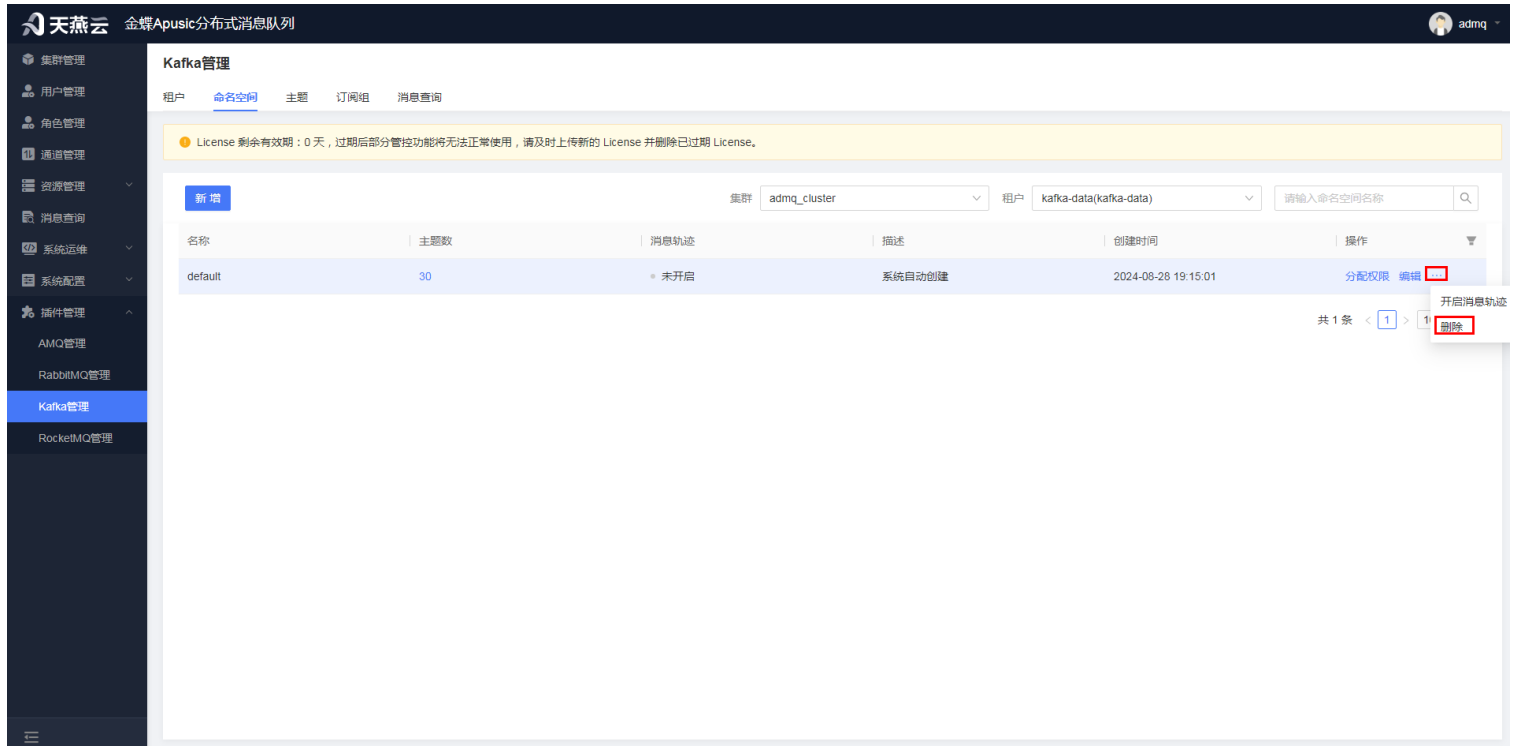 天燕云 金蝶Apusic分布式消息队列 admq
集群管理
用户管理
角色管理
通道管理
资源管理
消息查询
系统运维
系统配置
插件管理
AMQ管理
RabbitMQ管理
Kafka管理
RocketMQ管理
Kafka管理
租户 命名空间 主题 订阅组 消息查询
License 剩余有效期：0 天，过期后部分管控功能将无法正常使用，请及时上传新的 License 并删除已过期 License。
新 增 集群 admq_cluster 租户 kafka-data(kafka-data) 请输入命名空间名称
名称 主题数 消息轨迹 描述 创建时间 操作
default 30 未开启 系统自动创建 2024-08-28 19:15:01 分配权限 编辑 ···
开启消息轨迹
删除
共 1 条 < 1 >